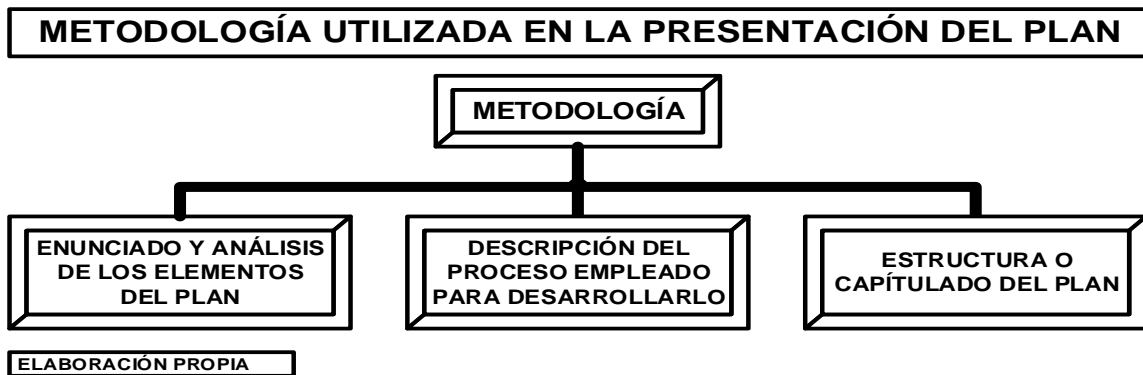 METODOLOGÍA UTILIZADA EN LA PRESENTACIÓN DEL PLAN
METODOLOGÍA
ENUNCIADO Y ANÁLISIS
DE LOS ELEMENTOS
DEL PLAN
DESCRIPCIÓN DEL
PROCESO EMPLEADO
PARA DESARROLLARLO
ESTRUCTURA O
CAPÍTULADO DEL PLAN
ELABORACIÓN PROPIA